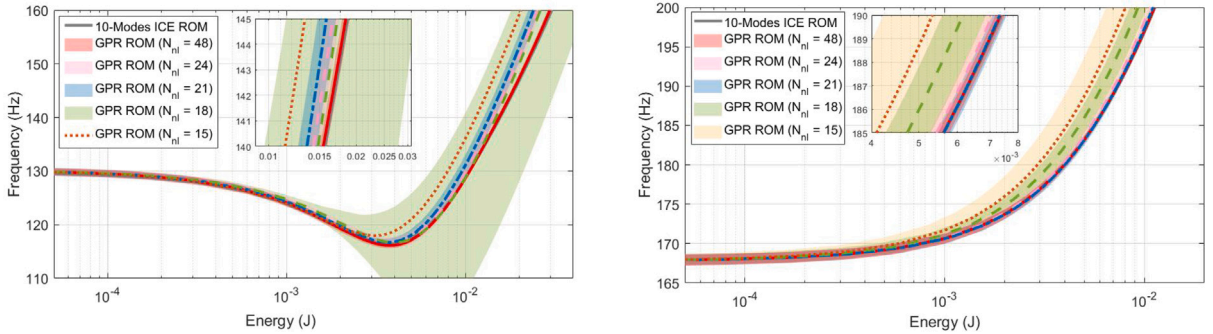 160
150
140
130
120
110
Frequency (Hz)
10-Modes ICE ROM
GPR ROM (N_nl = 48)
GPR ROM (N_nl = 24)
GPR ROM (N_nl = 21)
GPR ROM (N_nl = 18)
GPR ROM (N_nl = 15)
145
144
143
142
141
140
0.01 0.015 0.02 0.025 0.03
10^-4 10^-3 10^-2
Energy (J)
200
195
190
185
180
175
170
165
Frequency (Hz)
10-Modes ICE ROM
GPR ROM (N_nl = 48)
GPR ROM (N_nl = 24)
GPR ROM (N_nl = 21)
GPR ROM (N_nl = 18)
GPR ROM (N_nl = 15)
190
189
188
187
186
185
4 5 6 7 8
× 10^-3
10^-4 10^-3 10^-2
Energy (J)